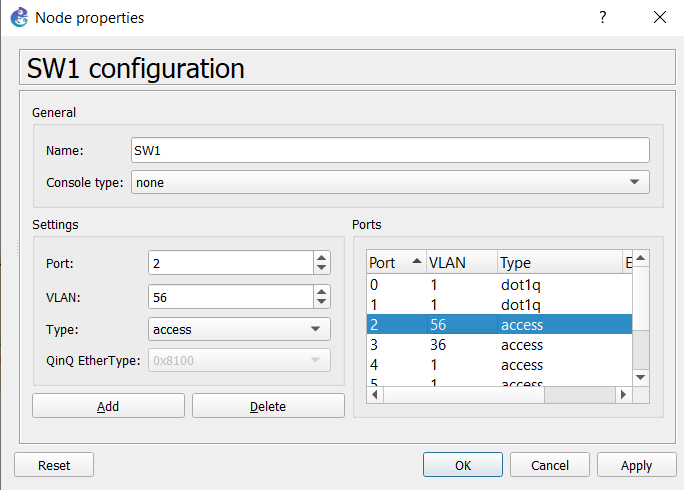 Node properties
SW1 configuration
General
Name: SW1
Console type: none
Settings
Port: 2
VLAN: 56
Type: access
QinQ EtherType: 0x8100
Add Delete
Ports
Port VLAN Type E
0 1 dot1q
1 1 dot1q
2 56 access
3 36 access
4 1 access
5 1 access
Reset OK Cancel Apply